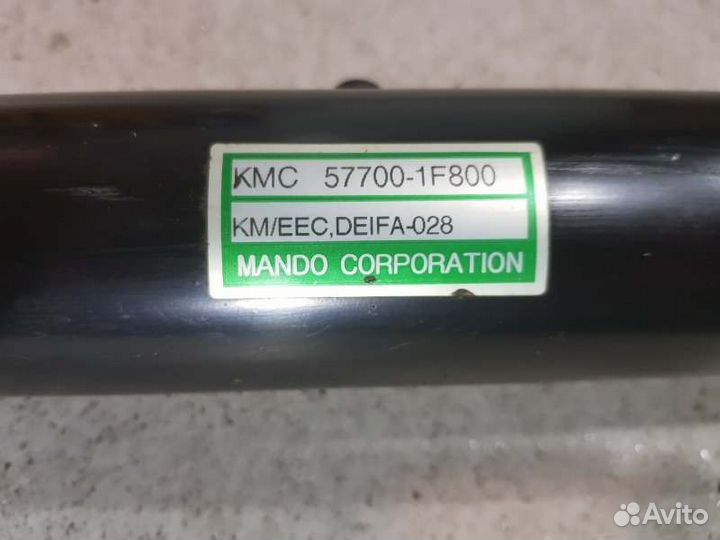 KMC 57700-1F800
KM/EEC,DEIFA-028
MANDO CORPORATION
Avito